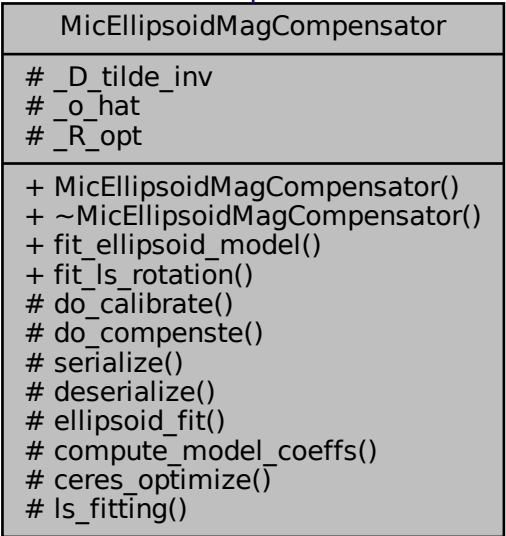 MicEllipsoidMagCompensator
# _D_tilde_inv
# _o_hat
# _R_opt
+ MicEllipsoidMagCompensator()
+ ~MicEllipsoidMagCompensator()
+ fit_ellipsoid_model()
+ fit_ls_rotation()
# do_calibrate()
# do_compenste()
# serialize()
# deserialize()
# ellipsoid_fit()
# compute_model_coeffs()
# ceres_optimize()
# ls_fitting()